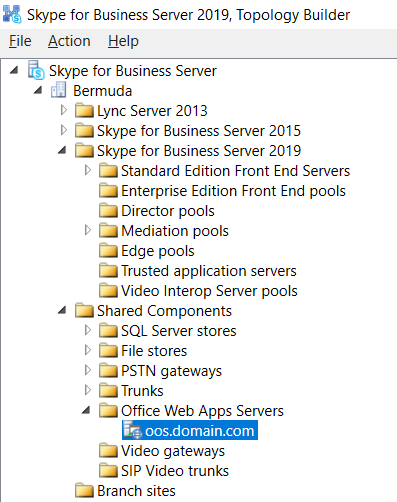 Skype for Business Server 2019, Topology Builder
File Action Help
Skype for Business Server
Bermuda
Lync Server 2013
Skype for Business Server 2015
Skype for Business Server 2019
Standard Edition Front End Servers
Enterprise Edition Front End pools
Director pools
Mediation pools
Edge pools
Trusted application servers
Video Interop Server pools
Shared Components
SQL Server stores
File stores
PSTN gateways
Trunks
Office Web Apps Servers
oos.domain.com
Video gateways
SIP Video trunks
Branch sites